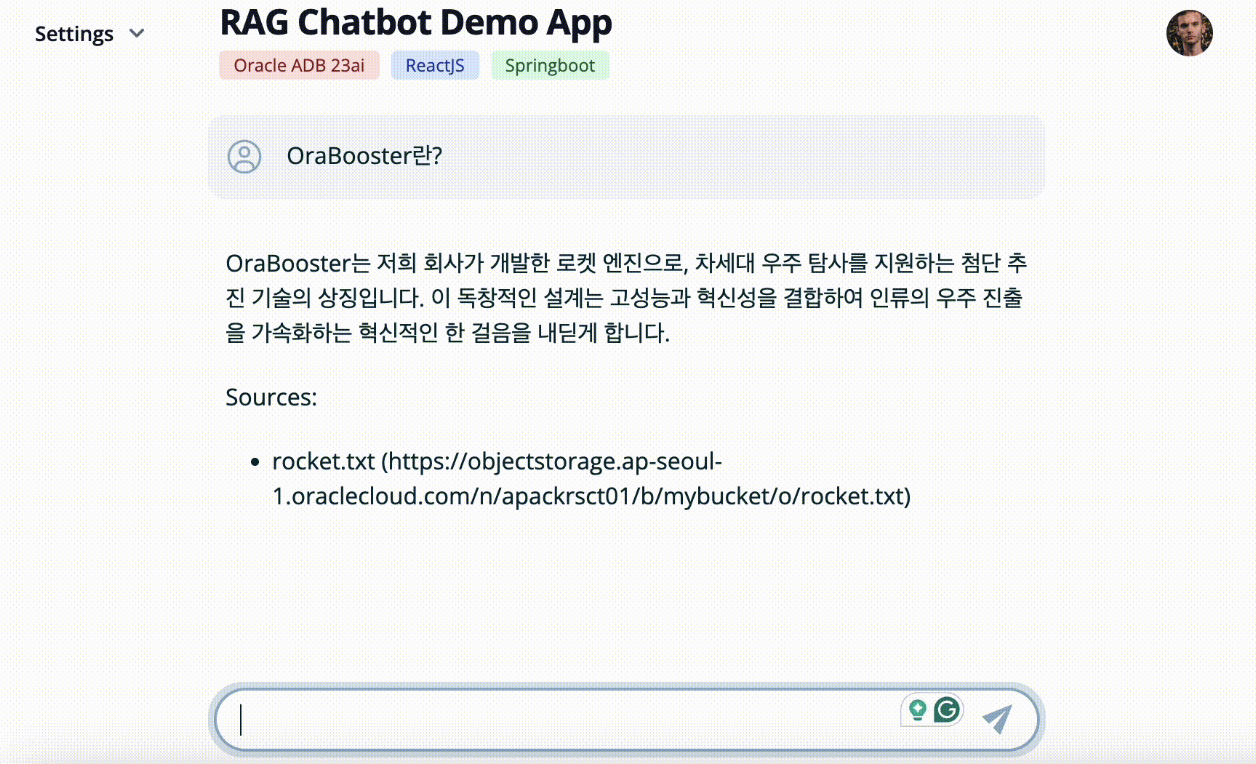 Settings
RAG Chatbot Demo App
Oracle ADB 23ai ReactJS Springboot
OraBooster란?
OraBooster는 저희 회사가 개발한 로켓 엔진으로, 차세대 우주 탐사를 지원하는 첨단 추
진 기술의 상징입니다. 이 독창적인 설계는 고성능과 혁신성을 결합하여 인류의 우주 진출
을 가속화하는 혁신적인 한 걸음을 내딛게 합니다.
Sources:
• rocket.txt (https://objectstorage.ap-seoul-
1.oraclecloud.com/n/apackrsct01/b/mybucket/o/rocket.txt)